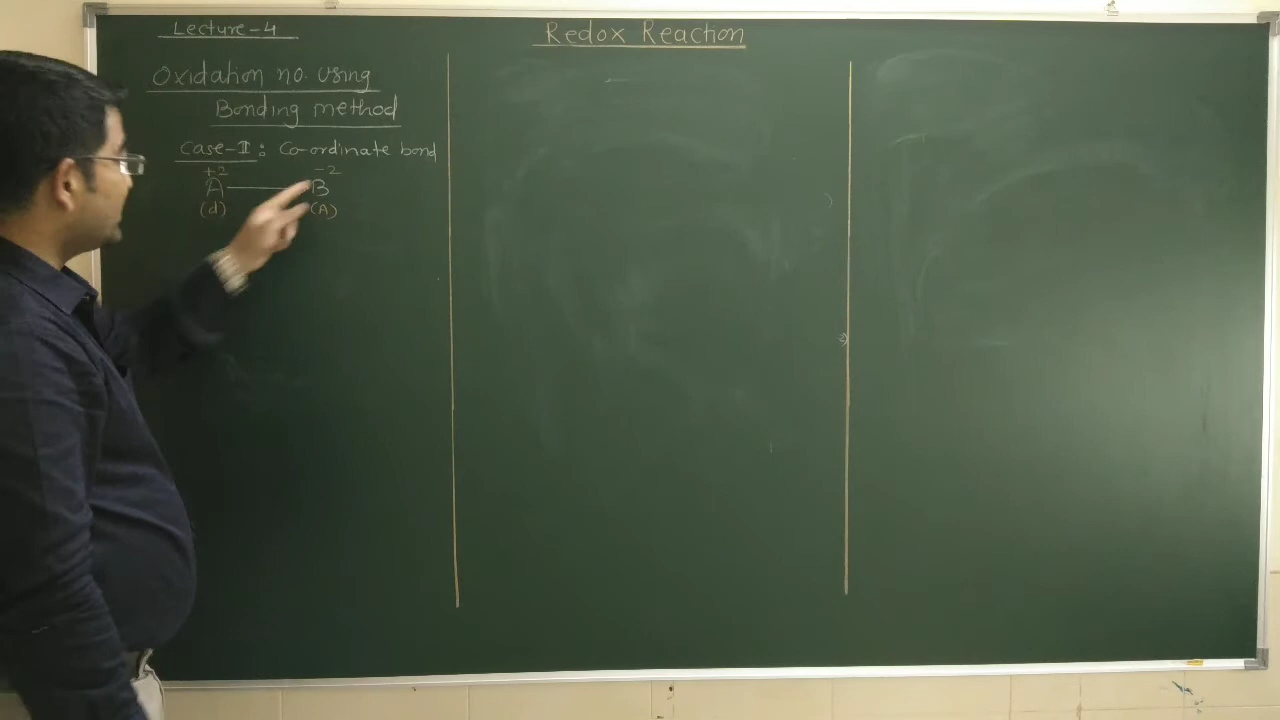 Lecture-4
Redox Reaction
Oxidation no. using
Bonding method
Case-II: Co-ordinate bond
+2 -2
A B
(d) (A)